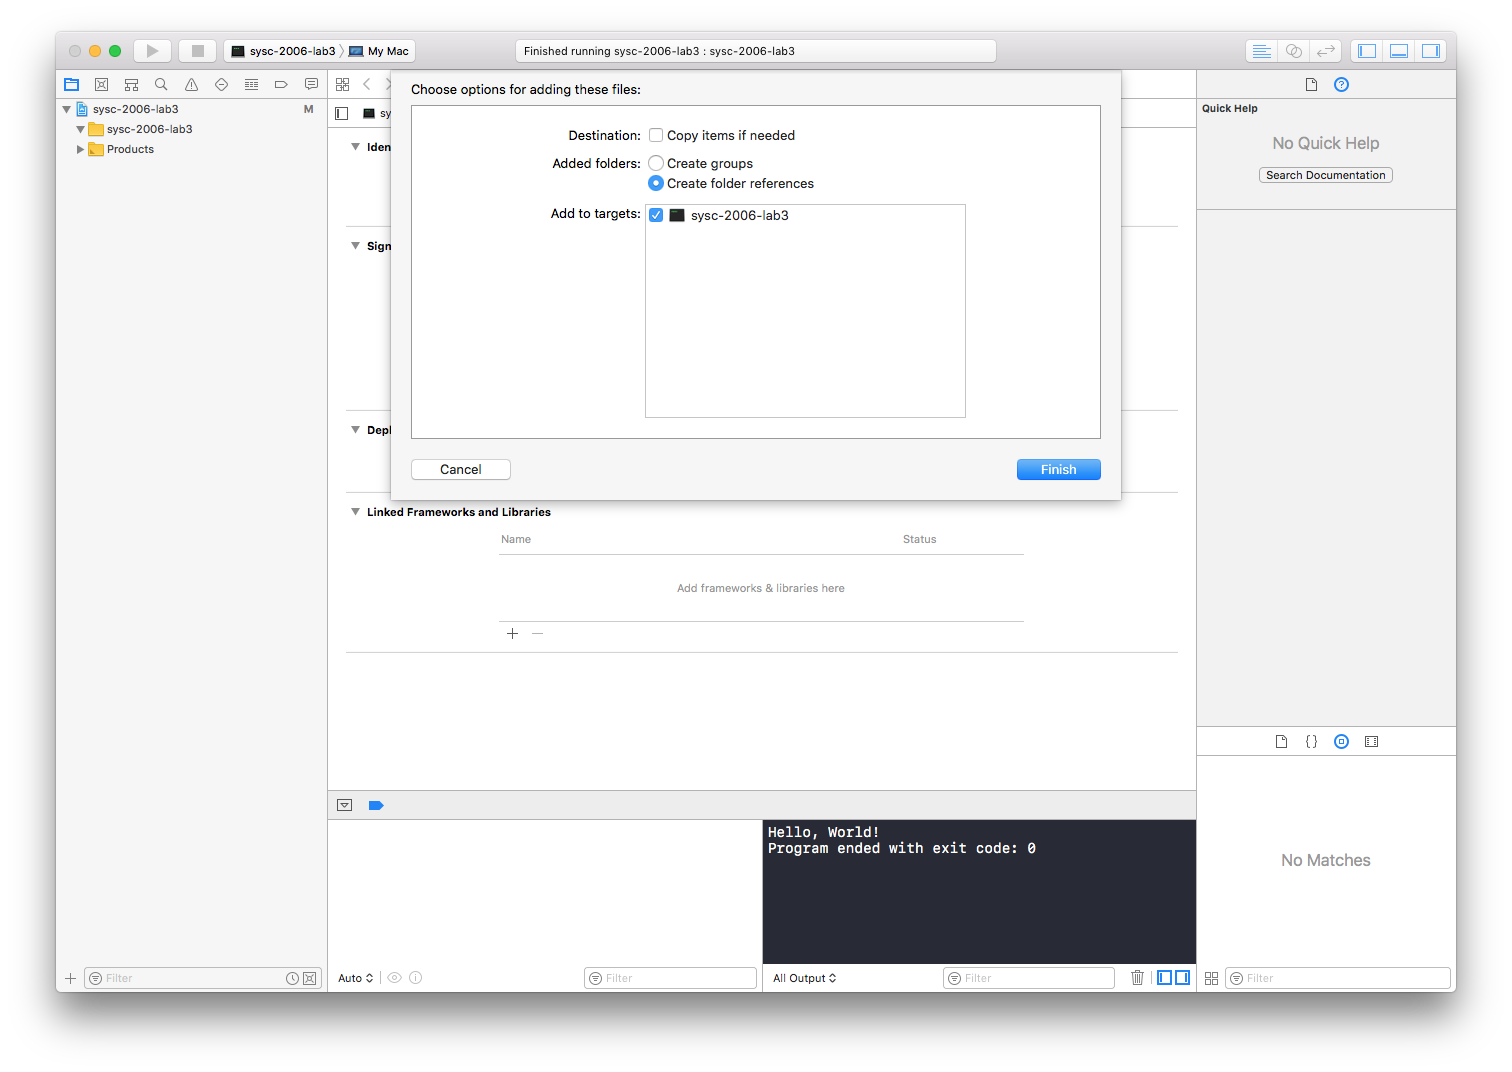 sysc-2006-lab3 〉 My Mac
Finished running sysc-2006-lab3 : sysc-2006-lab3
sysc-2006-lab3 M
sysc-2006-lab3
Products
sy
Iden
Sign
Depl
Choose options for adding these files:
Destination: Copy items if needed
Added folders: Create groups
Create folder references
Add to targets: sysc-2006-lab3
Cancel
Finish
Linked Frameworks and Libraries
Name Status
Add frameworks & libraries here
Quick Help
No Quick Help
Search Documentation
No Matches
Hello, World!
Program ended with exit code: 0
Filter
Auto
Filter
All Output
Filter
Filter